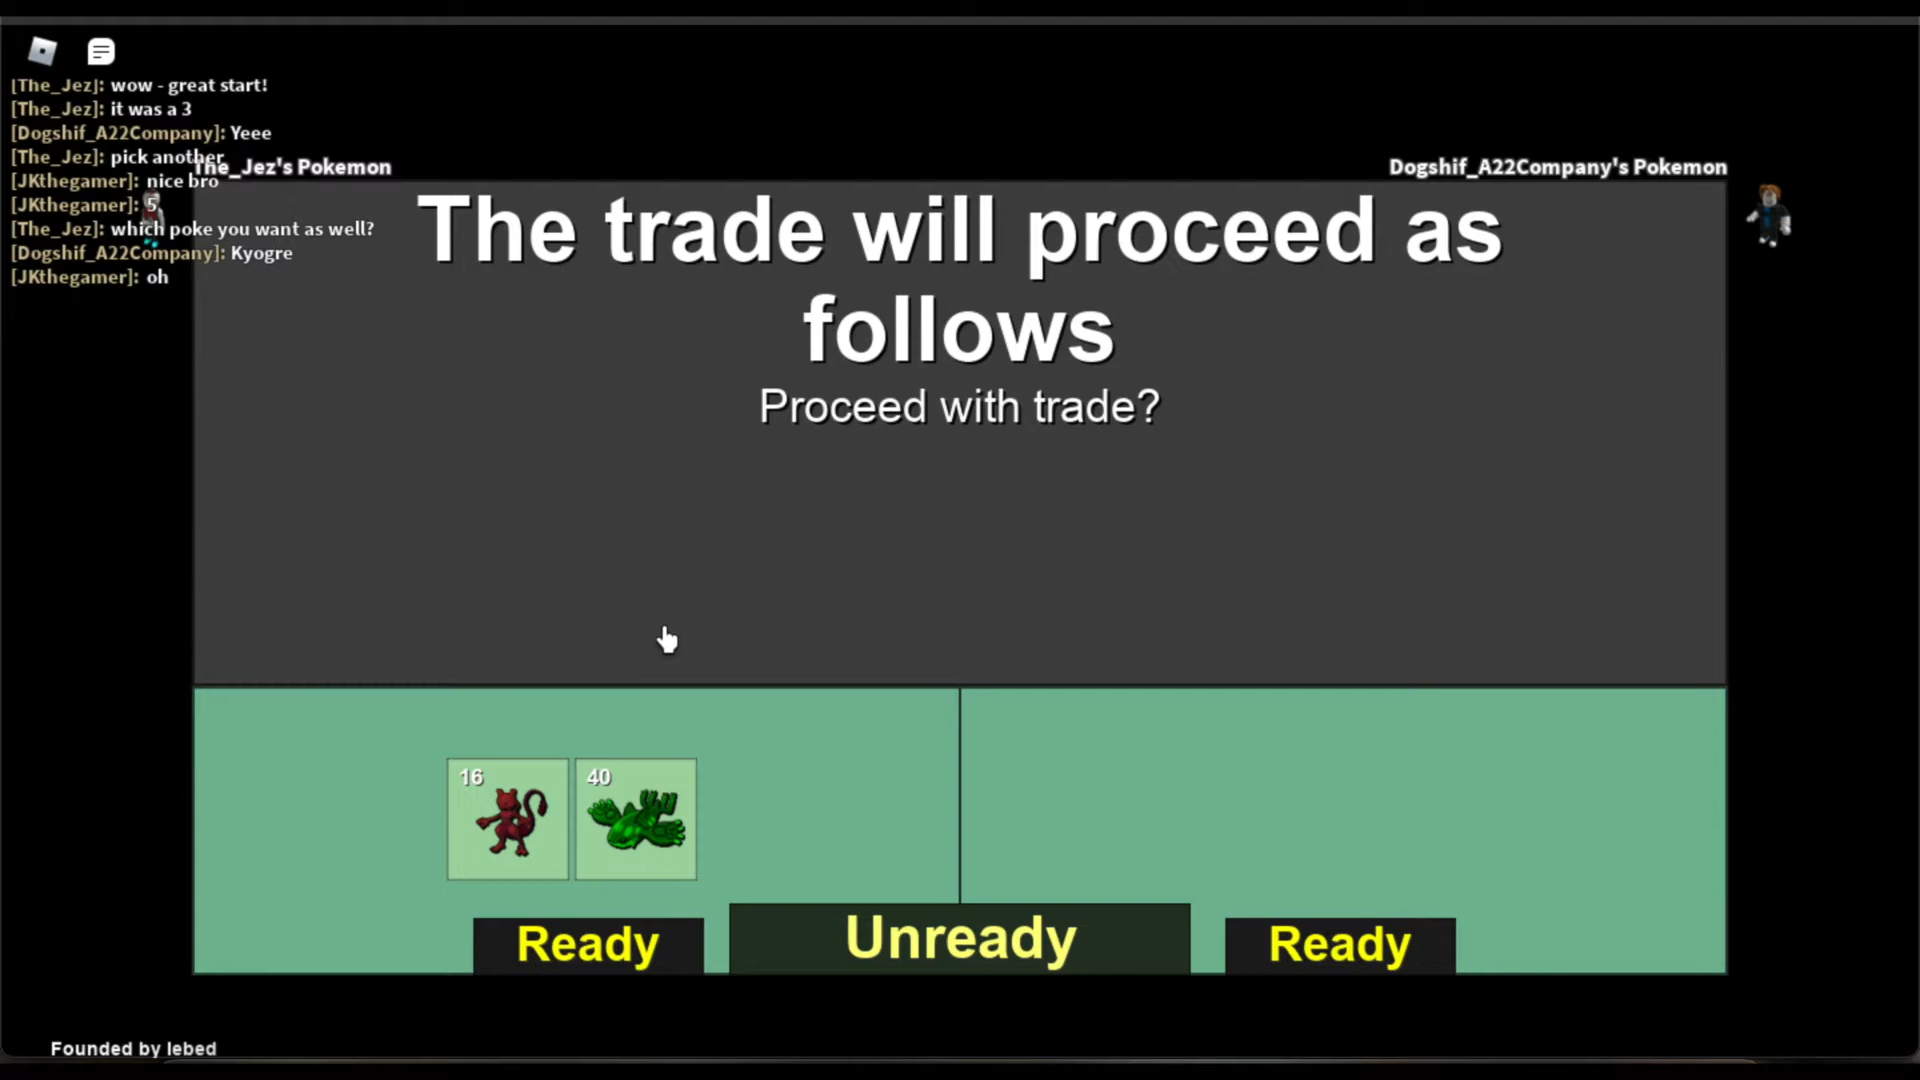 [The_Jez]: wow - great start!
[The_Jez]: it was a 3
[Dogshif_A22Company]: Yeee
[The_Jez]: pick another
[JKthegamer]: nice bro
[JKthegamer]: 5
[The_Jez]: which poke you want as well?
[Dogshif_A22Company]: Kyogre
[JKthegamer]: oh
The_Jez's Pokemon
Dogshif_A22Company's Pokemon
The trade will proceed as
follows
Proceed with trade?
16
40
Ready
Unready
Ready
Founded by lebed